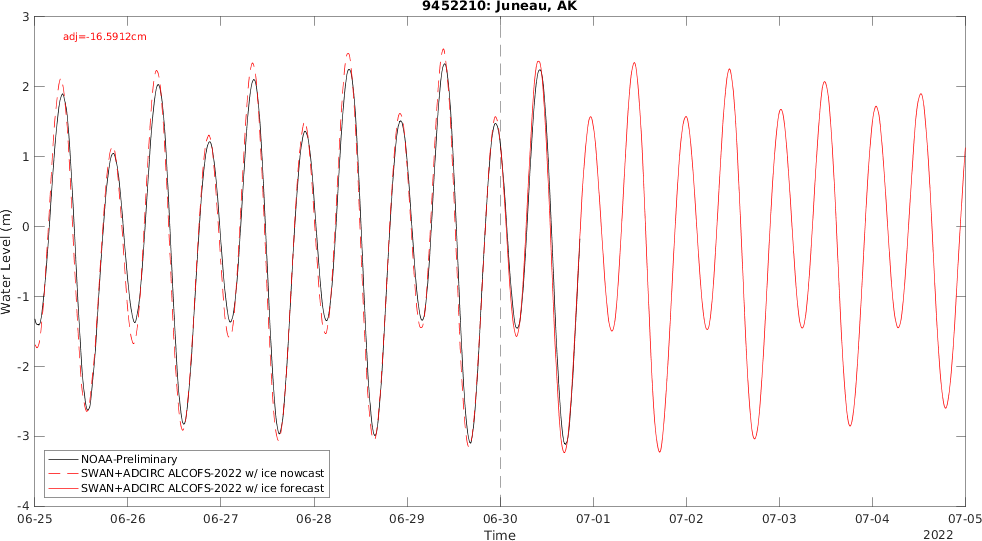 9452210: Juneau, AK
adj=-16.5912cm
3
2
1
0
-1
-2
-3
-4
Water Level (m)
NOAA-Preliminary
SWAN+ADCIRC ALCOFS-2022 w/ ice nowcast
SWAN+ADCIRC ALCOFS-2022 w/ ice forecast
06-25 06-26 06-27 06-28 06-29 06-30 07-01 07-02 07-03 07-04 07-05
Time
2022